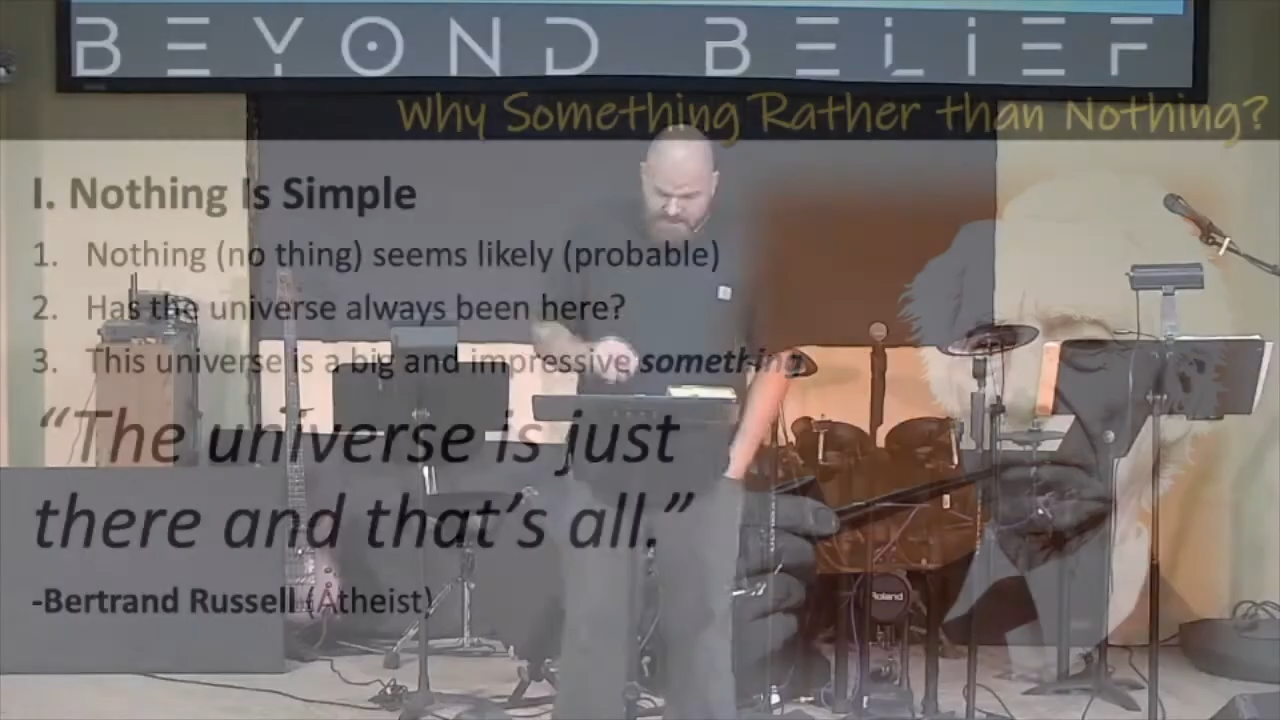 BEYOND BELIEF
Why Something Rather than Nothing?
I. Nothing Is Simple
1. Nothing (no thing) seems likely (probable)
2. Has the universe always been here?
3. This universe is a big and impressive something
“The universe is just
there and that’s all.”
-Bertrand Russell (Atheist)
Roland